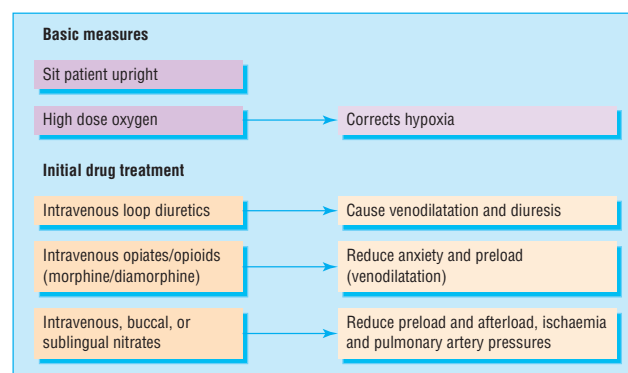 Basic measures
Sit patient upright
High dose oxygen
Corrects hypoxia
Initial drug treatment
Intravenous loop diuretics
Cause venodilatation and diuresis
Intravenous opiates/opioids
(morphine/diamorphine)
Reduce anxiety and preload
(venodilatation)
Intravenous, buccal, or
sublingual nitrates
Reduce preload and afterload, ischaemia
and pulmonary artery pressures